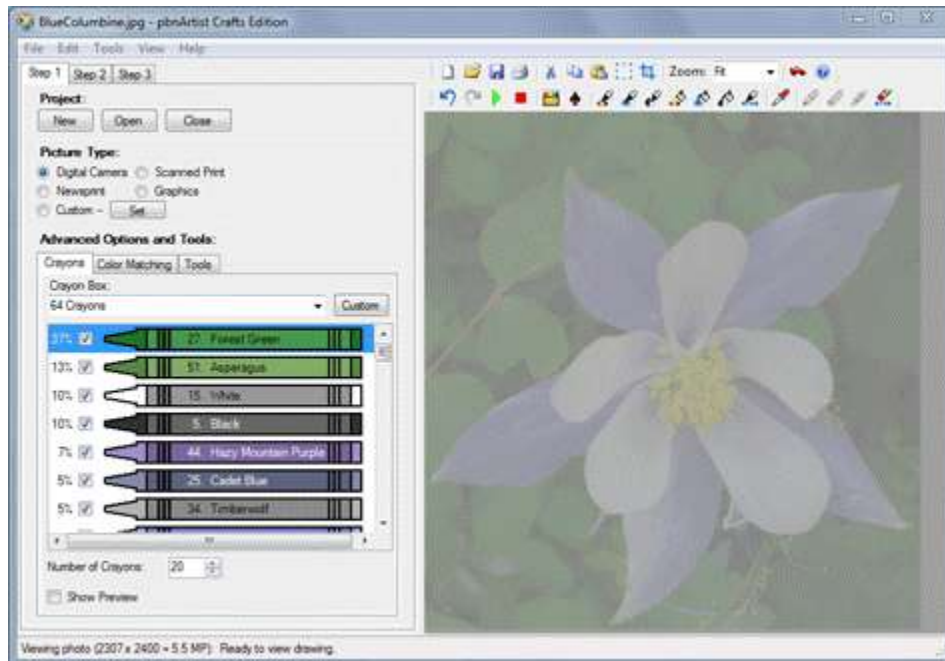 BlueColumbine.jpg - pbnArtist Crafts Edition
File Edit Tools View Help
Step 1 Step 2 Step 3
Zoom: Fit
Project:
New Open Close
Picture Type:
Digital Camera Scanned Print
Newsprint Graphics
Custom - Set
Advanced Options and Tools:
Crayons Color Matching Tools
Crayon Box:
64 Crayons Custom
37% 27. Forest Green
13% 51. Asparagus
10% 15. White
10% 5. Black
7% 44. Hazy Mountain Purple
5% 25. Cadet Blue
5% 34. Timberwolf
Number of Crayons: 20
Show Preview
Viewing photo (2307 x 2400 = 5.5 MP): Ready to view drawing.